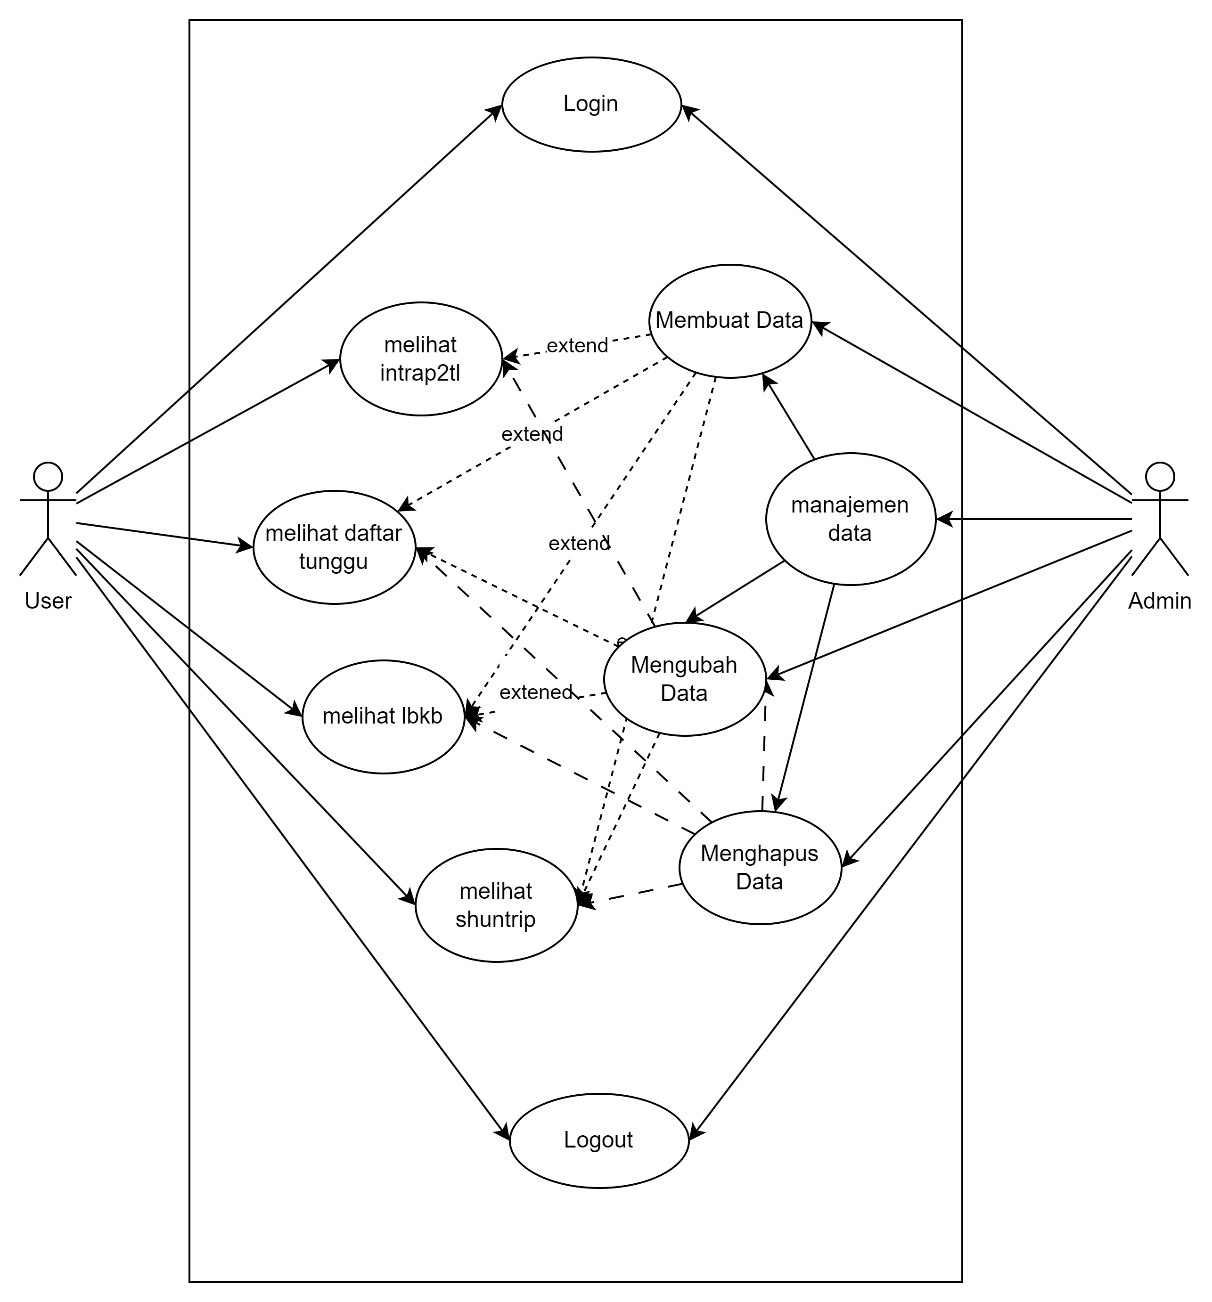 Login
Membuat Data
melihat
intrap2tl
extend
extend
manajemen
data
melihat daftar
tunggu
extend
User
Admin
Mengubah
Data
extened
melihat lbkb
Menghapus
Data
melihat
shuntrip
Logout